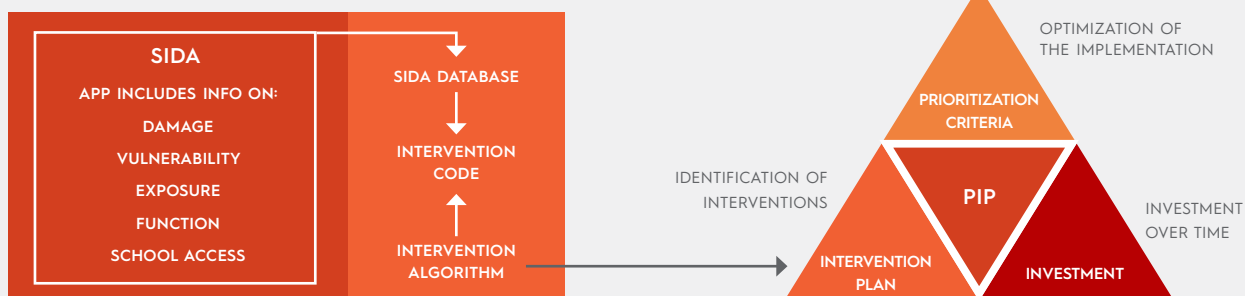 SIDA
APP INCLUDES INFO ON:
DAMAGE
VULNERABILITY
EXPOSURE
FUNCTION
SCHOOL ACCESS
SIDA DATABASE
INTERVENTION
CODE
INTERVENTION
ALGORITHM
OPTIMIZATION OF
THE IMPLEMENTATION
PRIORITIZATION
CRITERIA
IDENTIFICATION OF
INTERVENTIONS
PIP
INVESTMENT
OVER TIME
INTERVENTION
PLAN
INVESTMENT